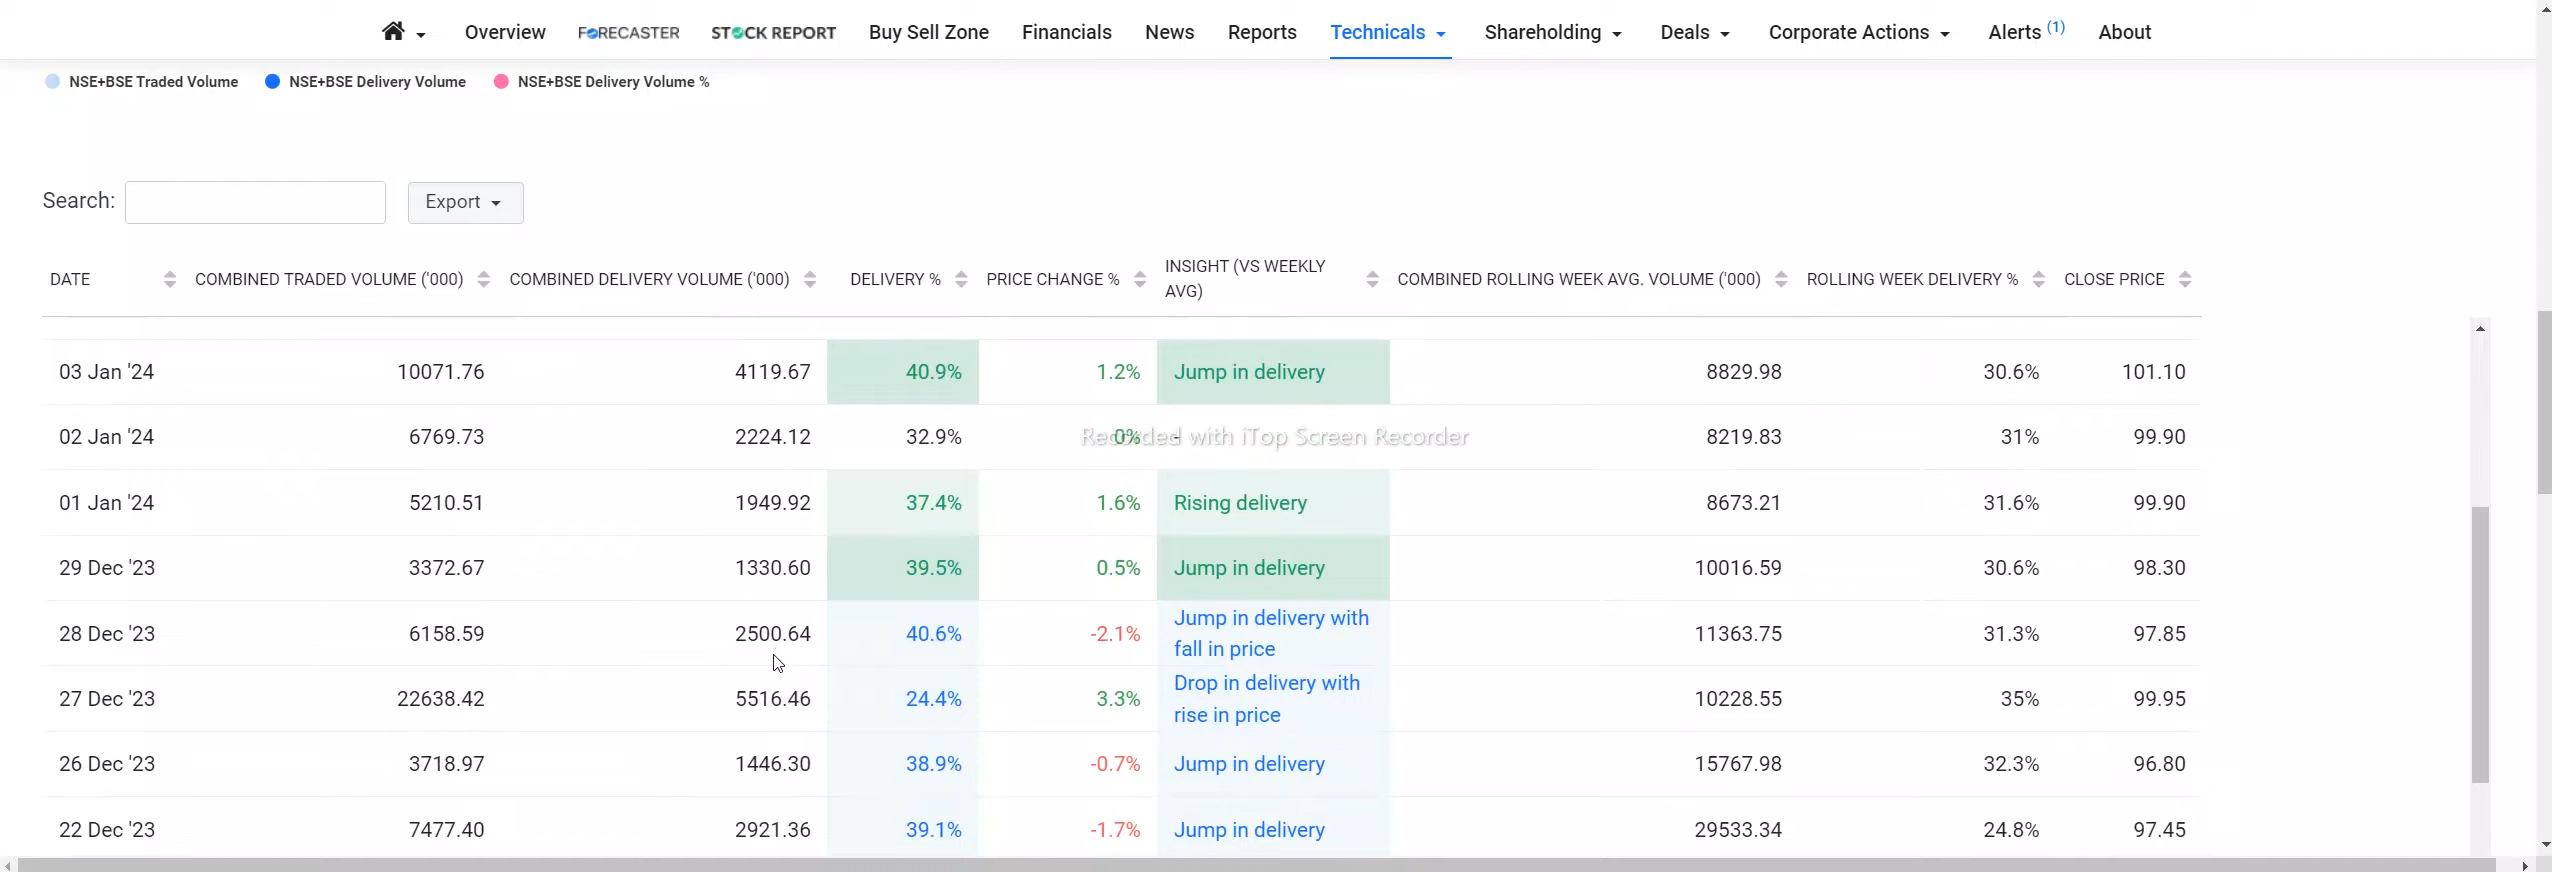 Overview FORECASTER STOCK REPORT Buy Sell Zone Financials News Reports Technicals Shareholding Deals Corporate Actions Alerts (1) About
NSE+BSE Traded Volume NSE+BSE Delivery Volume NSE+BSE Delivery Volume %
Search: Export
DATE COMBINED TRADED VOLUME ('000) COMBINED DELIVERY VOLUME ('000) DELIVERY % PRICE CHANGE % INSIGHT (VS WEEKLY AVG) COMBINED ROLLING WEEK AVG. VOLUME ('000) ROLLING WEEK DELIVERY % CLOSE PRICE
03 Jan '24 10071.76 4119.67 40.9% 1.2% Jump in delivery 8829.98 30.6% 101.10
02 Jan '24 6769.73 2224.12 32.9% 0% - 8219.83 31% 99.90
Recorded with iTop Screen Recorder
01 Jan '24 5210.51 1949.92 37.4% 1.6% Rising delivery 8673.21 31.6% 99.90
29 Dec '23 3372.67 1330.60 39.5% 0.5% Jump in delivery 10016.59 30.6% 98.30
28 Dec '23 6158.59 2500.64 40.6% -2.1% Jump in delivery with fall in price 11363.75 31.3% 97.85
27 Dec '23 22638.42 5516.46 24.4% 3.3% Drop in delivery with rise in price 10228.55 35% 99.95
26 Dec '23 3718.97 1446.30 38.9% -0.7% Jump in delivery 15767.98 32.3% 96.80
22 Dec '23 7477.40 2921.36 39.1% -1.7% Jump in delivery 29533.34 24.8% 97.45